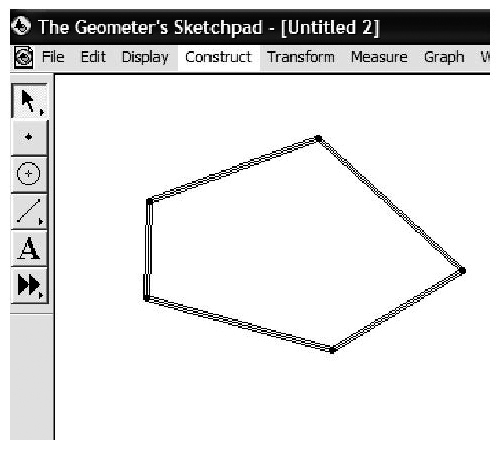 The Geometer's Sketchpad - [Untitled 2]
File Edit Display Construct Transform Measure Graph
A